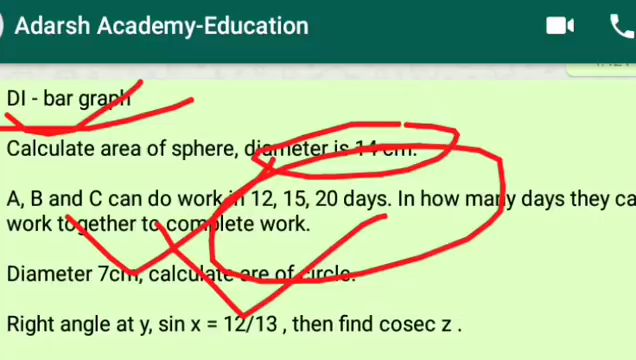 Adarsh Academy-Education
DI - bar graph
Calculate area of sphere, diameter is 14 cm.
A, B and C can do work in 12, 15, 20 days. In how many days they ca
work together to complete work.
Diameter 7cm, calculate are of circle.
Right angle at y, sin x = 12/13 , then find cosec z .